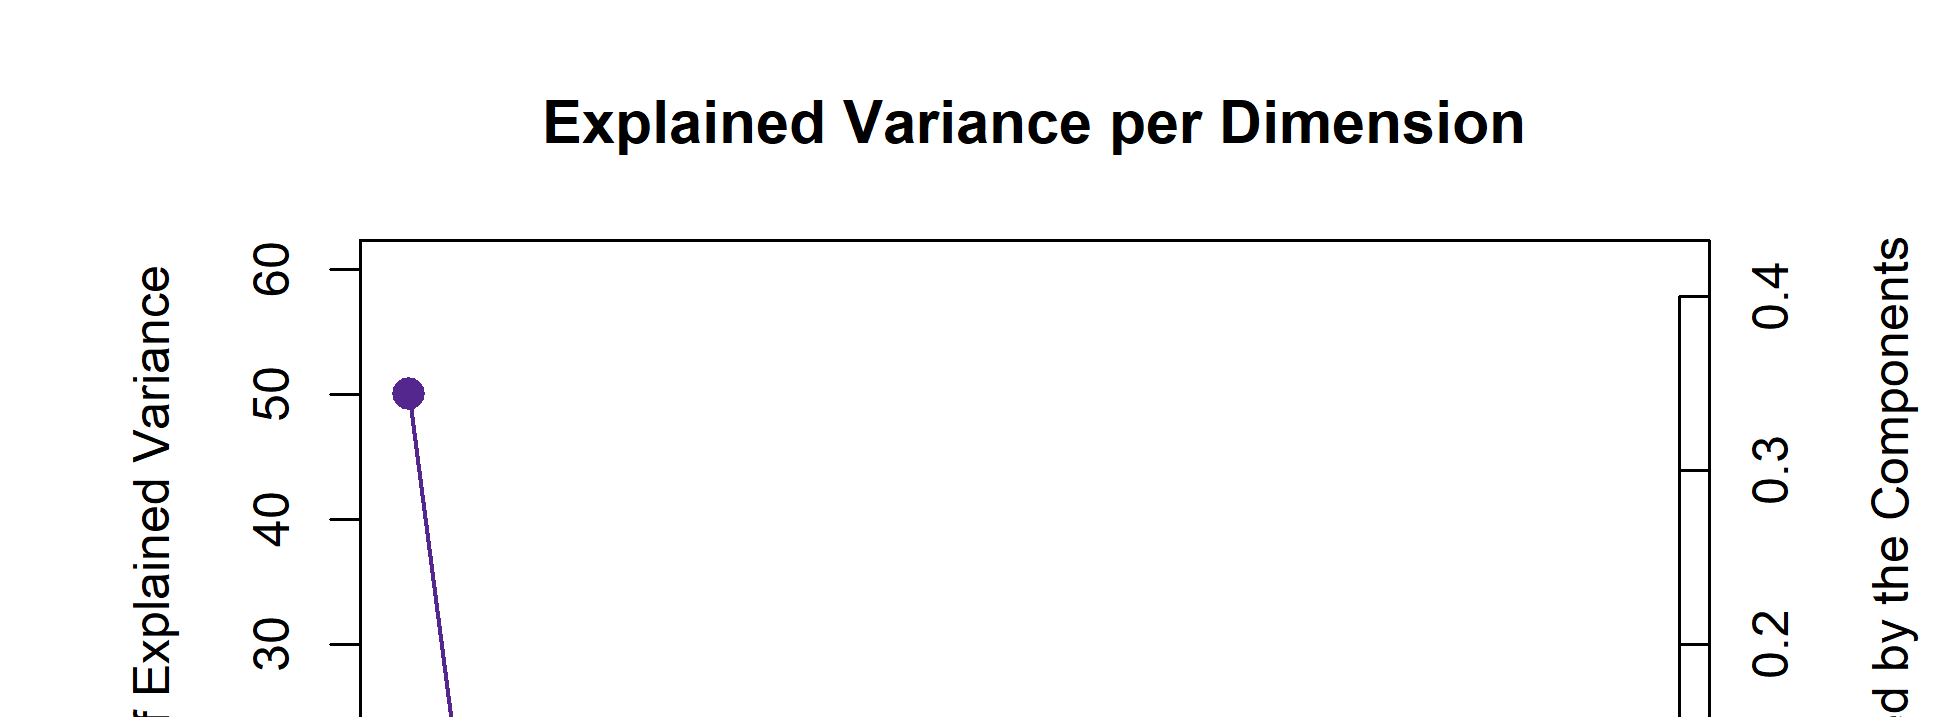 Explained Variance per Dimension
Explained Variance
60
50
40
30
0.4
0.3
0.2
by the Components